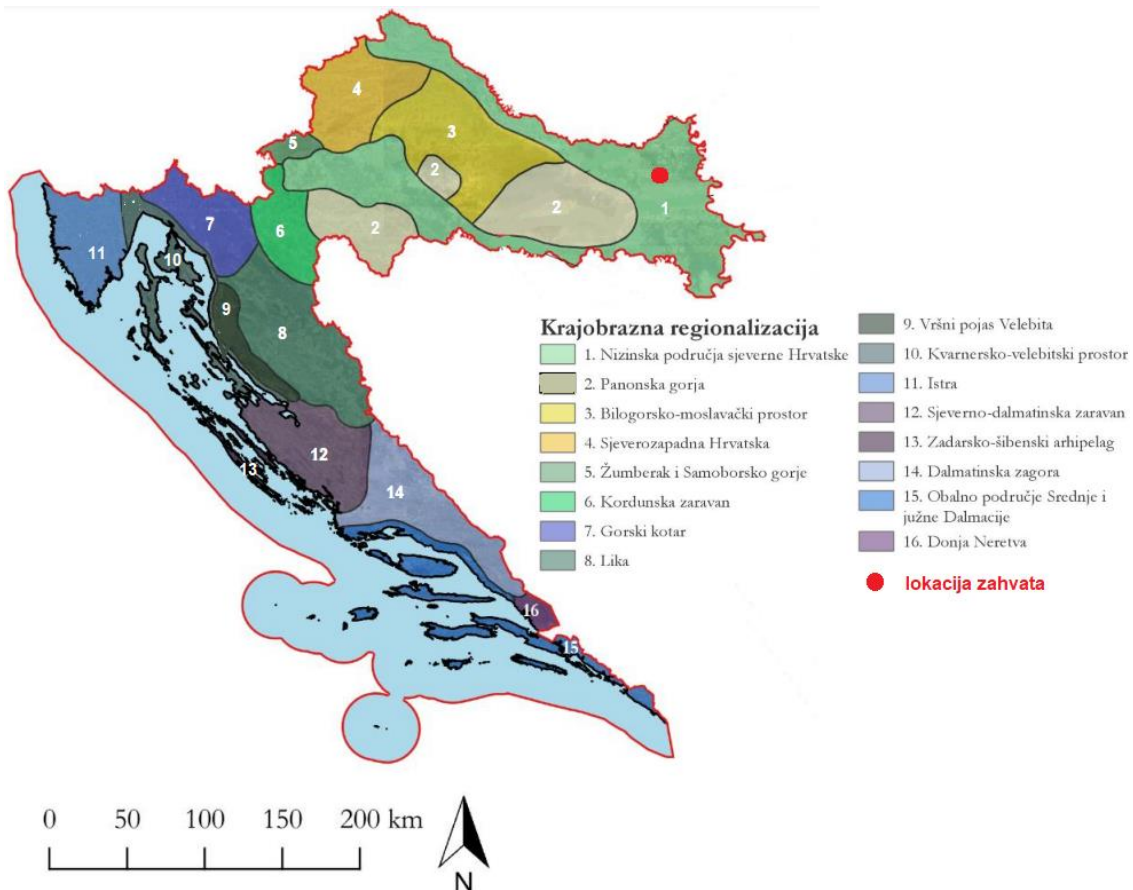 4
3
5
2
1
2
7
6
2
11
10
9
8
12
13
14
16
15
Krajobrazna regionalizacija
1. Nizinska područja sjeverne Hrvatske
2. Panonska gorja
3. Bilogorsko-moslavački prostor
4. Sjeverozapadna Hrvatska
5. Žumberak i Samoborsko gorje
6. Kordunska zaravan
7. Gorski kotar
8. Lika
9. Vršni pojas Velebita
10. Kvarnersko-velebitski prostor
11. Istra
12. Sjeverno-dalmatinska zaravan
13. Zadarsko-šibenski arhipelag
14. Dalmatinska zagora
15. Obalno područje Srednje i
južne Dalmacije
16. Donja Neretva
lokacija zahvata
0 50 100 150 200 km
N